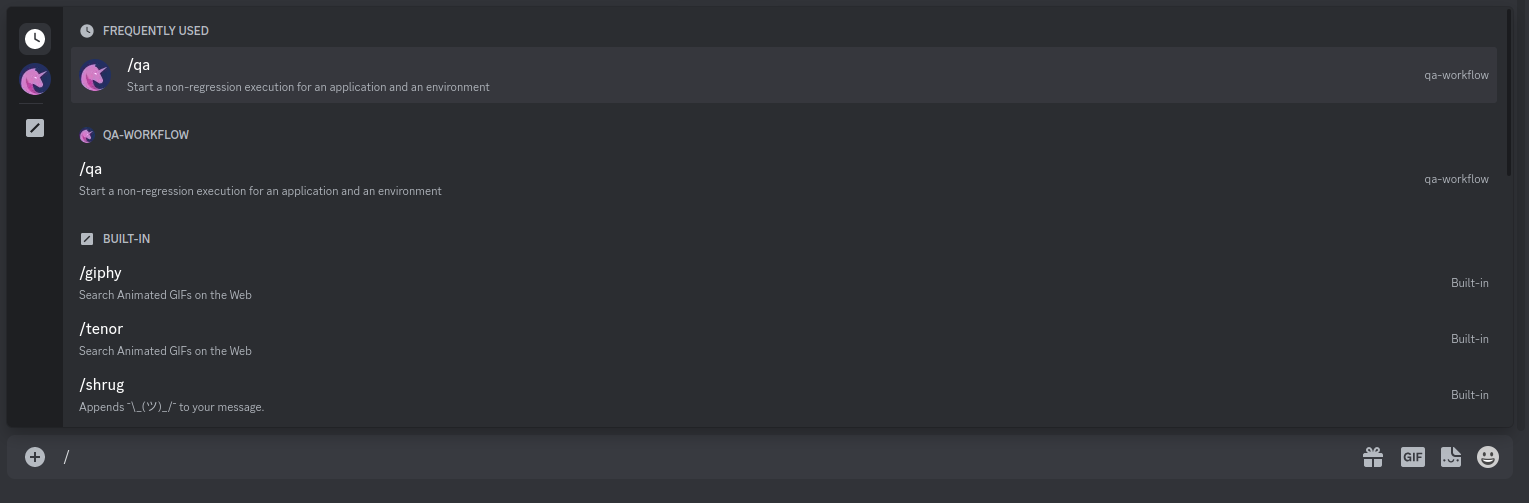 FREQUENTLY USED
/qa
Start a non-regression execution for an application and an environment
qa-workflow
QA-WORKFLOW
/qa
Start a non-regression execution for an application and an environment
qa-workflow
BUILT-IN
/giphy
Search Animated GIFs on the Web
Built-in
/tenor
Search Animated GIFs on the Web
Built-in
/shrug
Appends ¯\_(ツ)_/¯ to your message.
Built-in
/
GIF